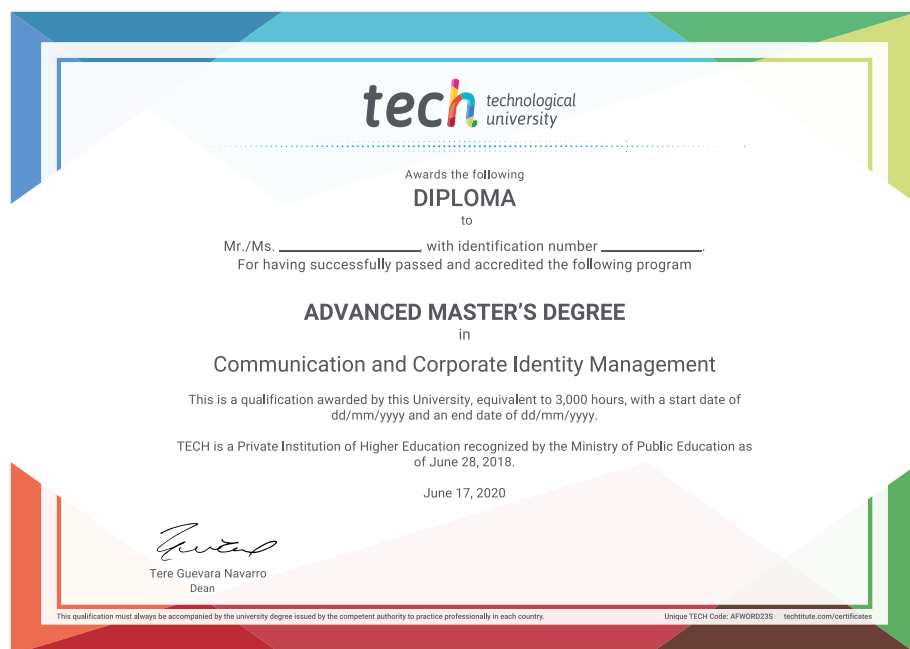 tech technological
university
Awards the following
DIPLOMA
to
Mr./Ms. ____________________, with identification number ______________.
For having successfully passed and accredited the following program
ADVANCED MASTER'S DEGREE
in
Communication and Corporate Identity Management
This is a qualification awarded by this University, equivalent to 3,000 hours, with a start date of
dd/mm/yyyy and an end date of dd/mm/yyyy.
TECH is a Private Institution of Higher Education recognized by the Ministry of Public Education as
of June 28, 2018.
June 17, 2020
Tere Guevara Navarro
Dean
This qualification must always be accompanied by the university degree issued by the competent authority to practice professionally in each country.
Unique TECH Code: AFWORD23S techtitute.com/certificates